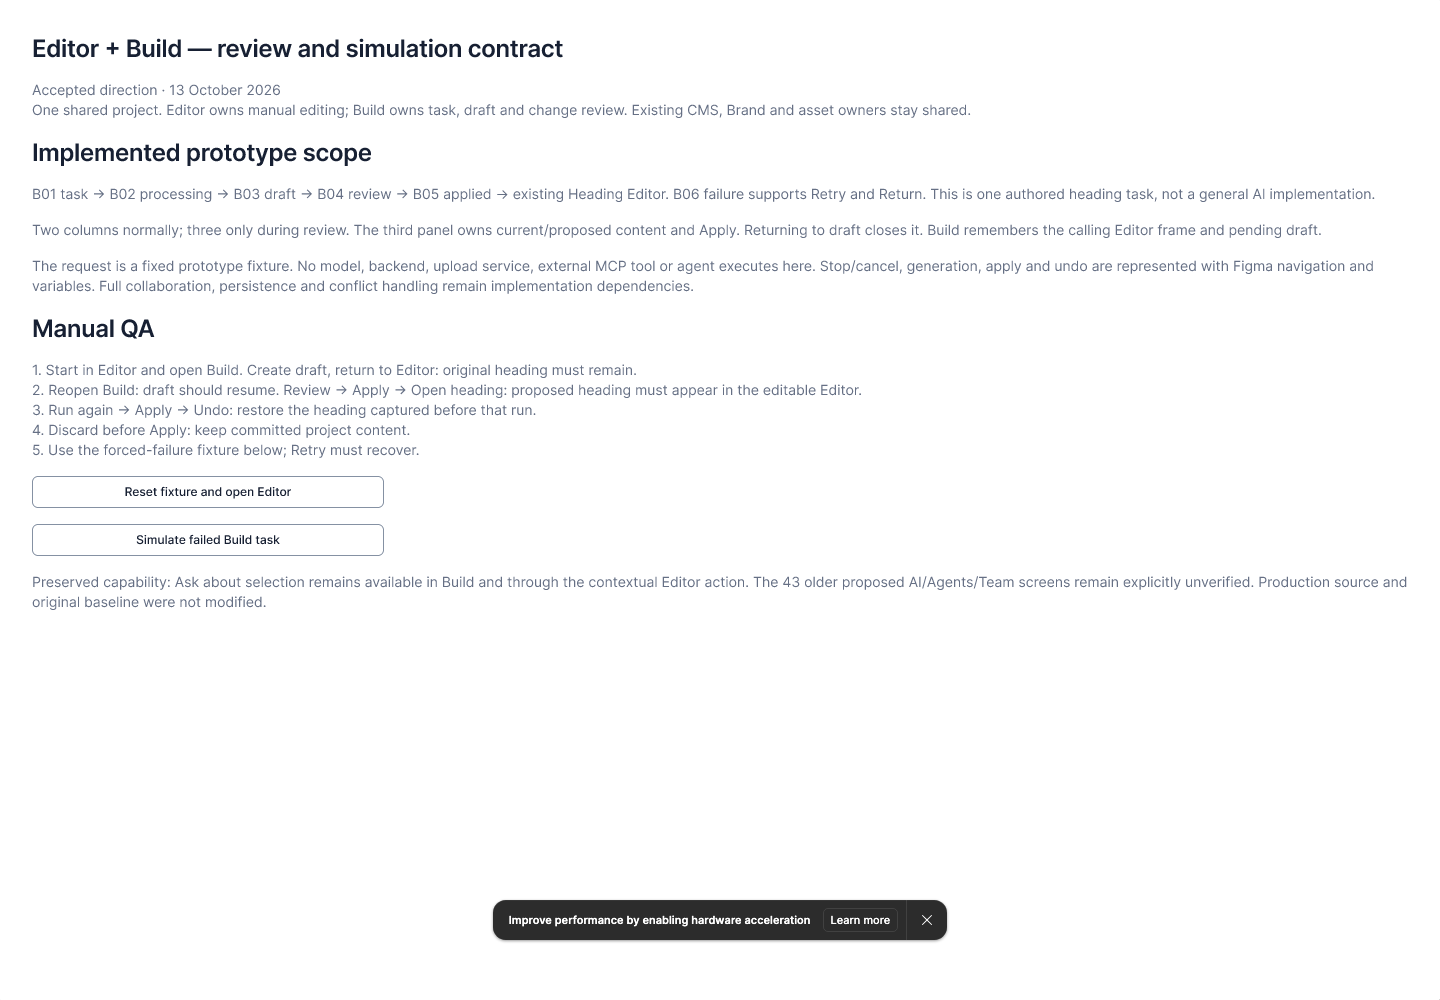 Editor + Build — review and simulation contract
Accepted direction · 13 October 2026
One shared project. Editor owns manual editing; Build owns task, draft and change review. Existing CMS, Brand and asset owners stay shared.
Implemented prototype scope
B01 task → B02 processing → B03 draft → B04 review → B05 applied → existing Heading Editor. B06 failure supports Retry and Return. This is one authored heading task, not a general AI implementation.
Two columns normally; three only during review. The third panel owns current/proposed content and Apply. Returning to draft closes it. Build remembers the calling Editor frame and pending draft.
The request is a fixed prototype fixture. No model, backend, upload service, external MCP tool or agent executes here. Stop/cancel, generation, apply and undo are represented with Figma navigation and
variables. Full collaboration, persistence and conflict handling remain implementation dependencies.
Manual QA
1. Start in Editor and open Build. Create draft, return to Editor: original heading must remain.
2. Reopen Build: draft should resume. Review → Apply → Open heading: proposed heading must appear in the editable Editor.
3. Run again → Apply → Undo: restore the heading captured before that run.
4. Discard before Apply: keep committed project content.
5. Use the forced-failure fixture below; Retry must recover.
Reset fixture and open Editor
Simulate failed Build task
Preserved capability: Ask about selection remains available in Build and through the contextual Editor action. The 43 older proposed AI/Agents/Team screens remain explicitly unverified. Production source and
original baseline were not modified.
Improve performance by enabling hardware acceleration Learn more